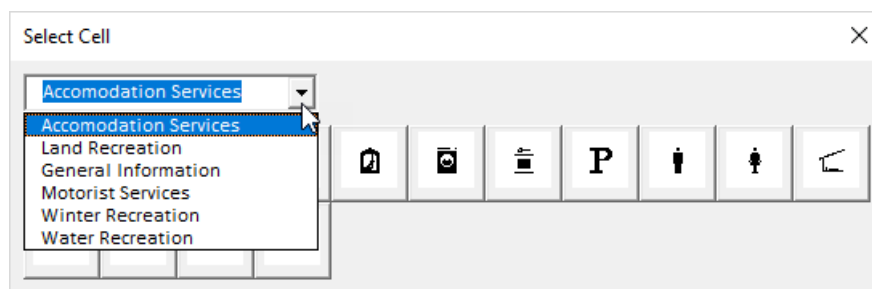 Select Cell
Accomodation Services
Accomodation Services
Land Recreation
General Information
Motorist Services
Winter Recreation
Water Recreation
P